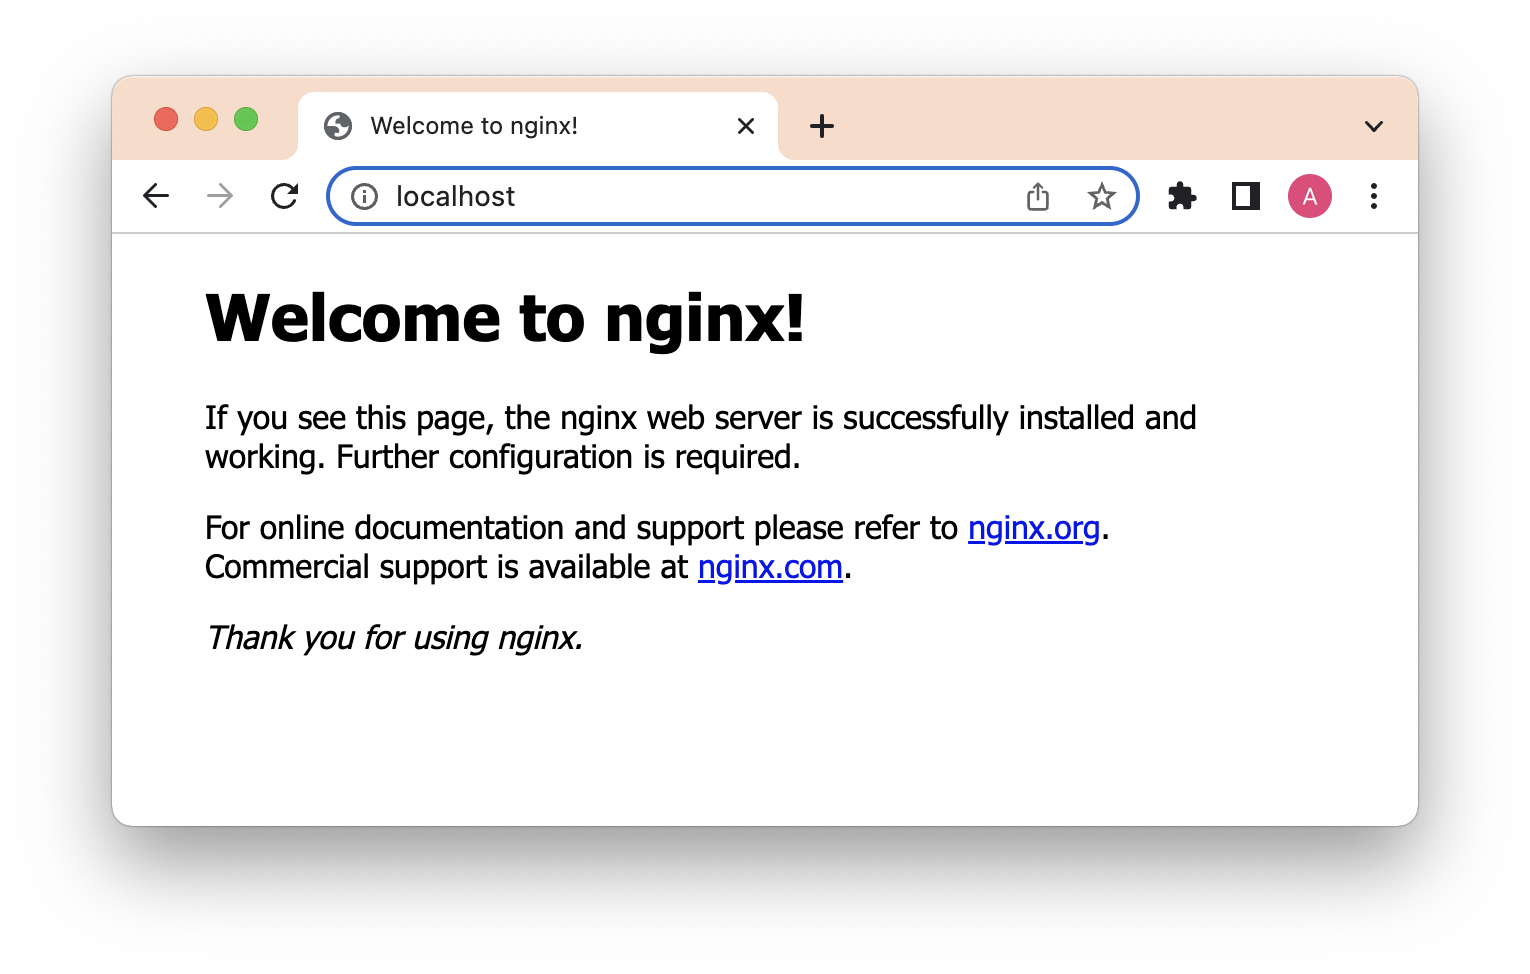 Welcome to nginx!
localhost
A
Welcome to nginx!
If you see this page, the nginx web server is successfully installed and
working. Further configuration is required.
For online documentation and support please refer to nginx.org.
Commercial support is available at nginx.com.
Thank you for using nginx.